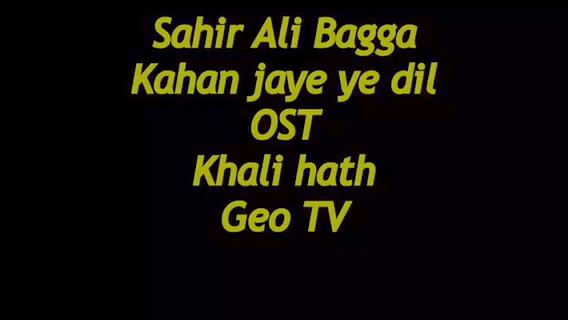 Sahir Ali Bagga
Kahan jaye ye dil
OST
Khali hath
Geo TV